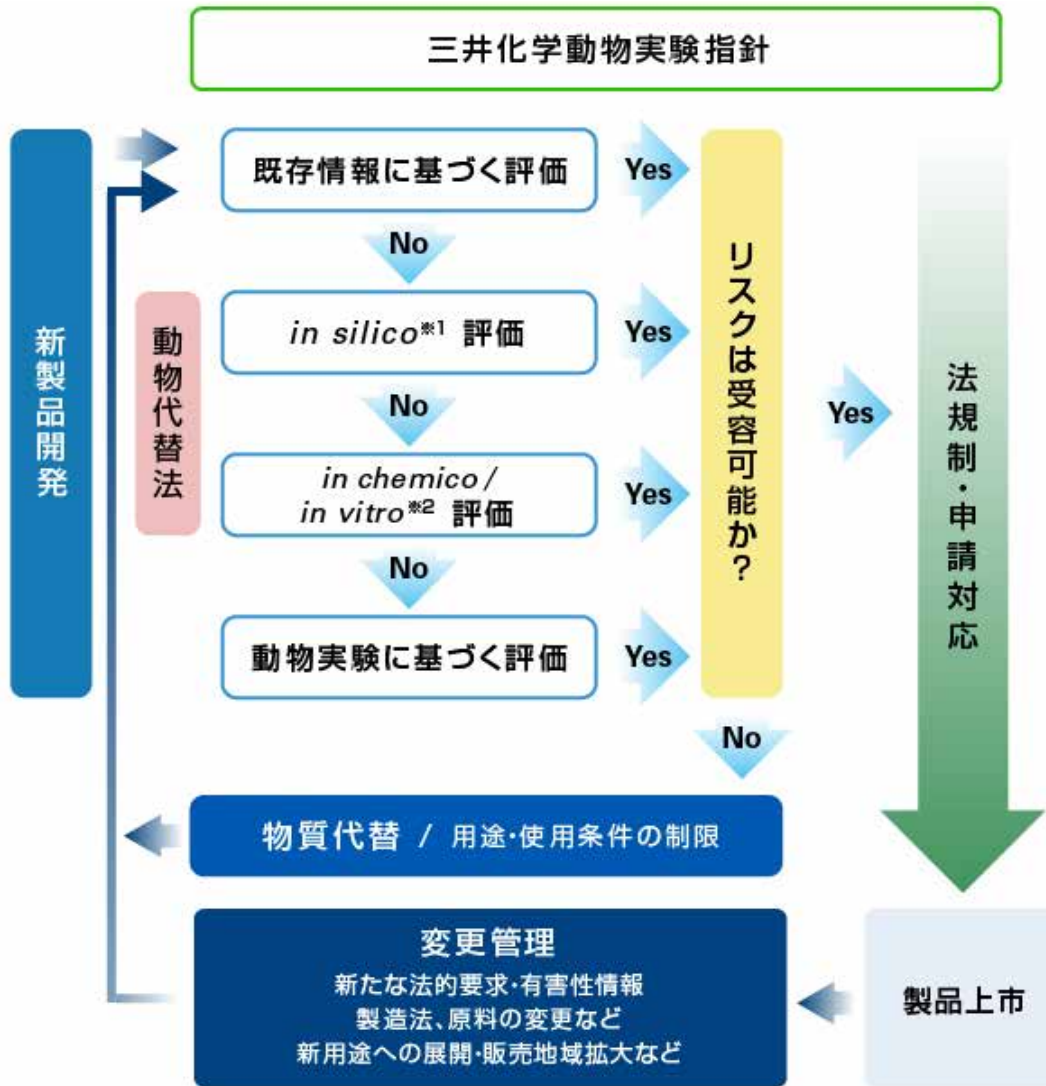 三井化学動物実験指針
新製品開発
既存情報に基づく評価
Yes
No
動物代替法
in silico※1 評価
Yes
No
in chemico /
in vitro※2 評価
Yes
No
動物実験に基づく評価
Yes
リスクは受容可能か?
Yes
No
法規制・申請対応
物質代替 / 用途・使用条件の制限
変更管理
新たな法的要求・有害性情報
製造法、原料の変更など
新用途への展開・販売地域拡大など
製品上市